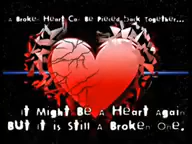 A Broken Heart Can Be Pieced Back Together...
it Might Be A Heart Again
BUt it is Still A Broken One.